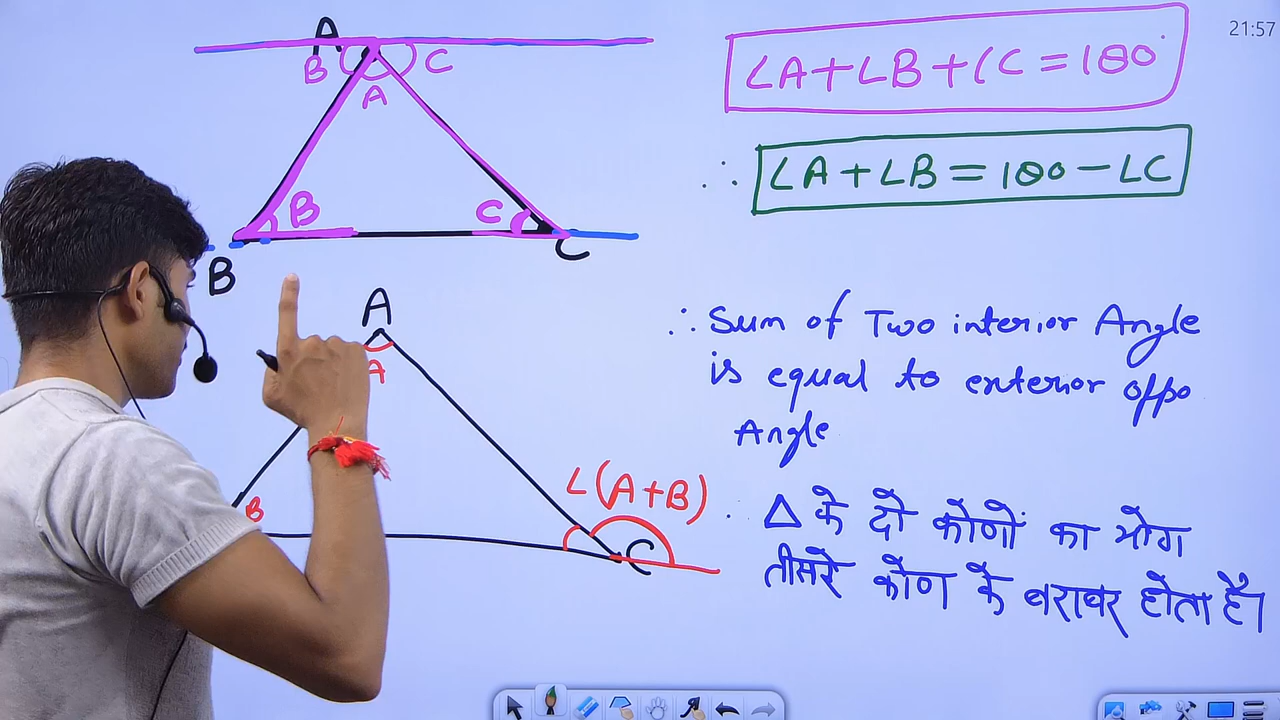 A
B C
A
∠A+∠B+∠C=180°
21:57
∴ ∠A+∠B=180-∠C
B C
B C
A
A
∴ Sum of Two interior Angle
is equal to exterior oppo
Angle
B
∠(A+B)
C
△ के दो कोणों का योग
तीसरे कोण के बराबर होता है।